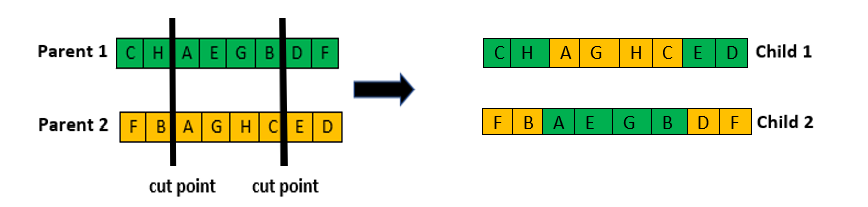 Parent 1 C H A E G B D F
C H A G H C E D Child 1
Parent 2 F B A G H C E D
F B A E G B D F Child 2
cut point cut point